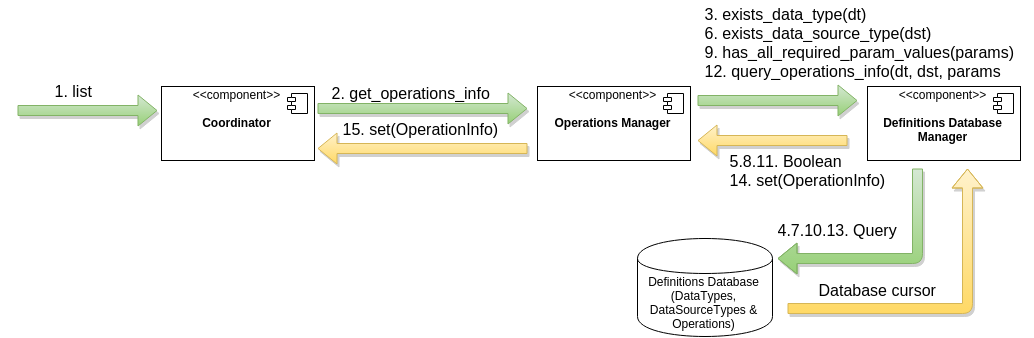 3. exists_data_type(dt)
6. exists_data_source_type(dst)
9. has_all_required_param_values(params)
12. query_operations_info(dt, dst, params
1. list
<<component>>
Coordinator
2. get_operations_info
15. set(OperationInfo)
<<component>>
Operations Manager
<<component>>
Definitions Database
Manager
5.8.11. Boolean
14. set(OperationInfo)
4.7.10.13. Query
Definitions Database
(DataTypes,
DataSourceTypes &
Operations)
Database cursor